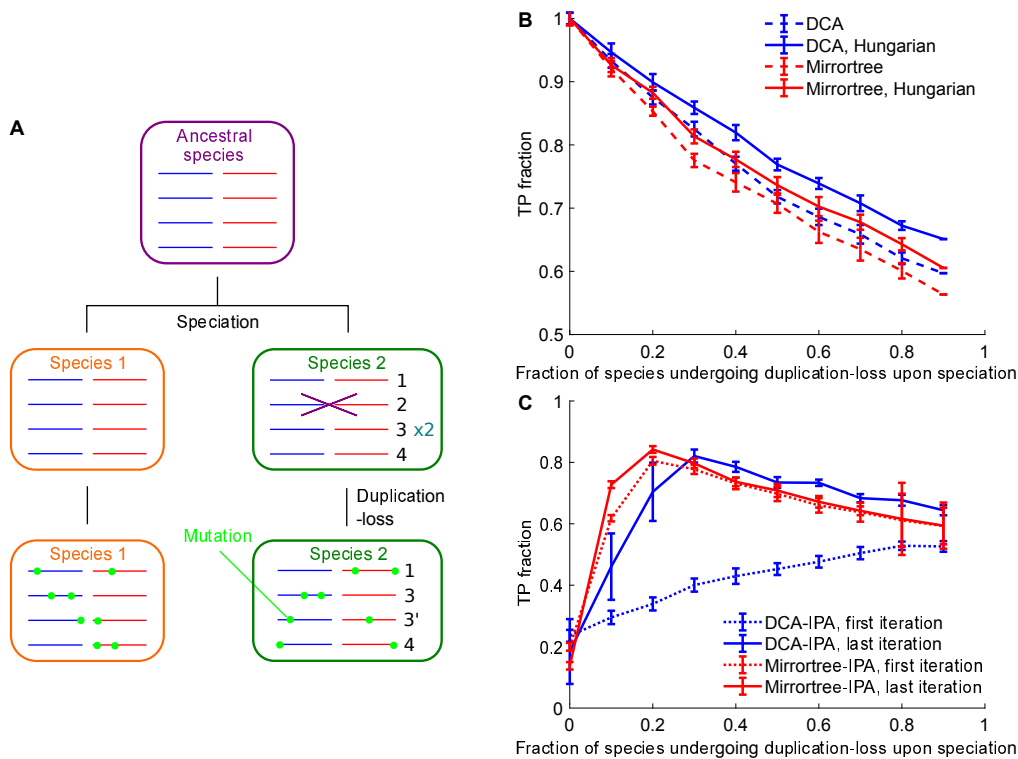 A
Ancestral
species
Speciation
Species 1
Species 2
1
2
3 x2
4
Duplication
-loss
Mutation
Species 1
Species 2
1
3
3'
4
B
DCA
DCA, Hungarian
Mirrortree
Mirrortree, Hungarian
TP fraction
1
0.9
0.8
0.7
0.6
0.5
0 0.2 0.4 0.6 0.8 1
Fraction of species undergoing duplication-loss upon speciation
C
TP fraction
1
0.8
0.6
0.4
0.2
0
DCA-IPA, first iteration
DCA-IPA, last iteration
Mirrortree-IPA, first iteration
Mirrortree-IPA, last iteration
0 0.2 0.4 0.6 0.8 1
Fraction of species undergoing duplication-loss upon speciation